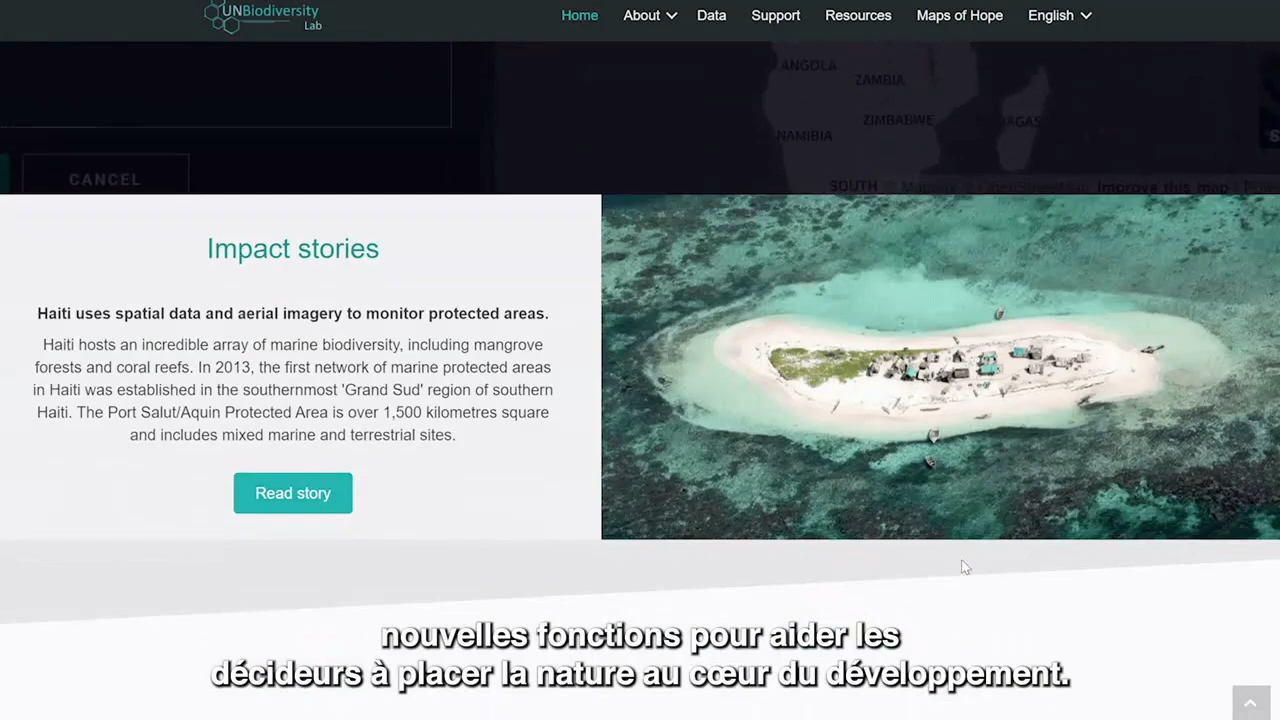 UNBiodiversity
Lab
Home About Data Support Resources Maps of Hope English
ANGOLA
ZAMBIA
ZIMBABWE
NAMIBIA
CANCEL
SOUTH
Improve this map
Impact stories
Haiti uses spatial data and aerial imagery to monitor protected areas.
Haiti hosts an incredible array of marine biodiversity, including mangrove
forests and coral reefs. In 2013, the first network of marine protected areas
in Haiti was established in the southernmost 'Grand Sud' region of southern
Haiti. The Port Salut/Aquin Protected Area is over 1,500 kilometres square
and includes mixed marine and terrestrial sites.
Read story
nouvelles fonctions pour aider les
décideurs à placer la nature au cœur du développement.